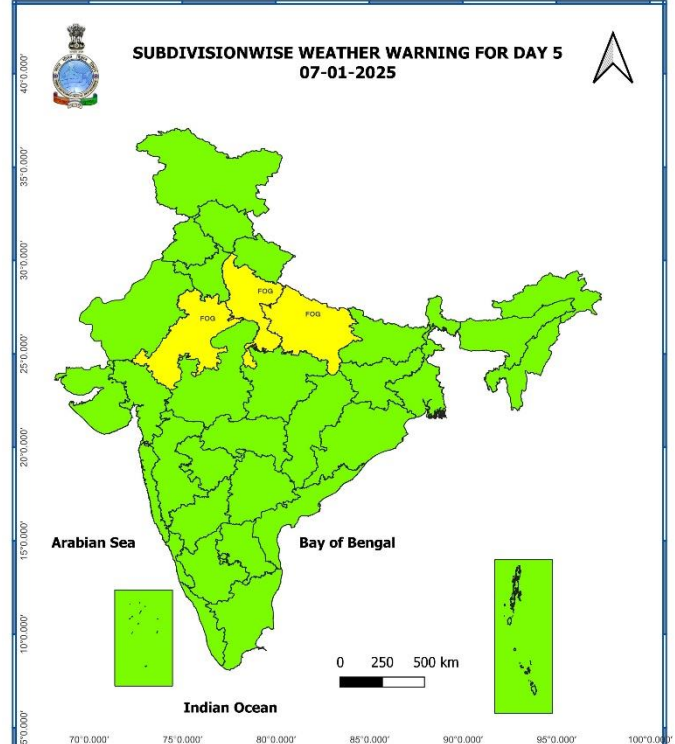 SUBDIVISIONWISE WEATHER WARNING FOR DAY 5
07-01-2025
40°0.000'
35°0.000'
30°0.000'
FOG
FOG
FOG
25°0.000'
20°0.000'
15°0.000'
Arabian Sea
Bay of Bengal
10°0.000'
0 250 500 km
Indian Ocean
5°0.000'
70°0.000' 75°0.000' 80°0.000' 85°0.000' 90°0.000' 95°0.000' 100°0.000'